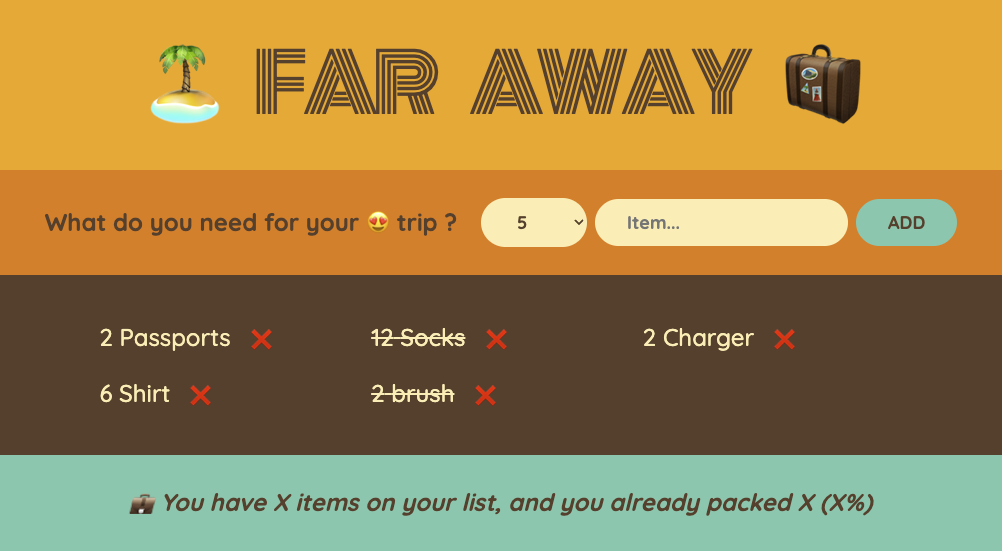 FAR AWAY
What do you need for your 😍 trip ?
5
Item...
ADD
2 Passports ❌ 12 Socks ❌ 2 Charger ❌
6 Shirt ❌ 2 brush ❌
💼 You have X items on your list, and you already packed X (X%)